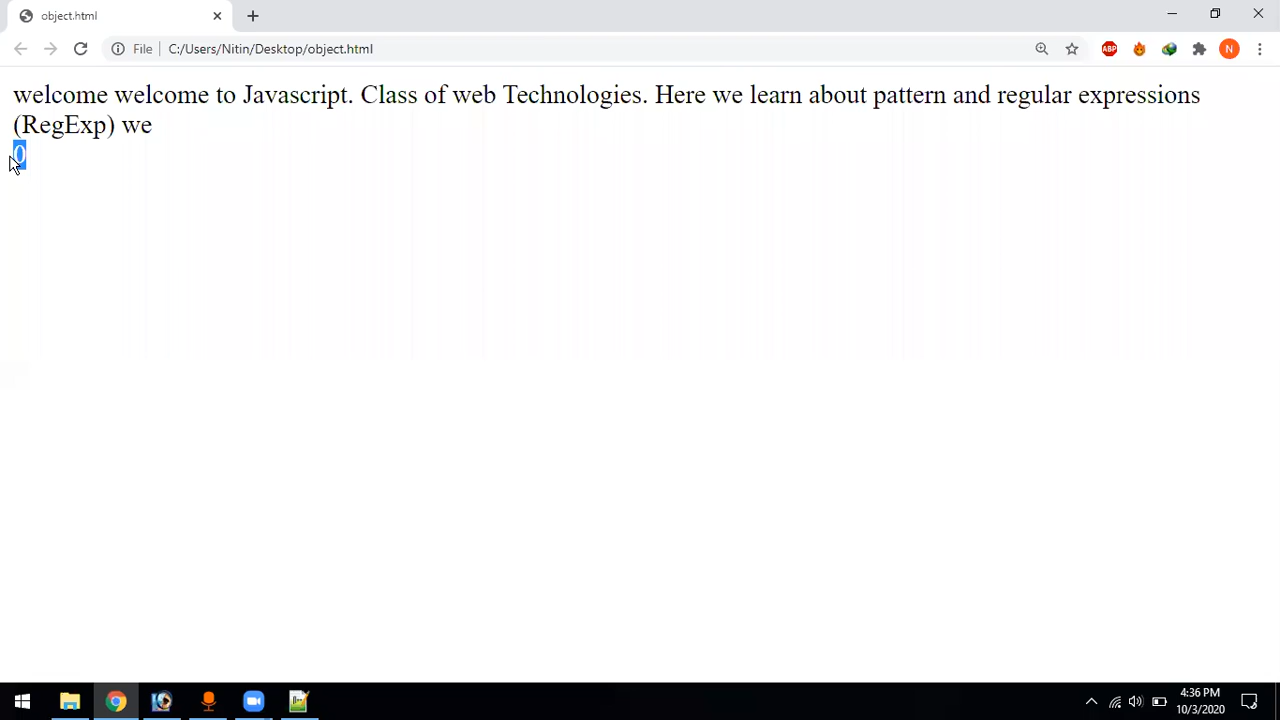 object.html
File
C:/Users/Nitin/Desktop/object.html
ABP
N
welcome welcome to Javascript. Class of web Technologies. Here we learn about pattern and regular expressions
(RegExp) we
0
4:36 PM
10/3/2020